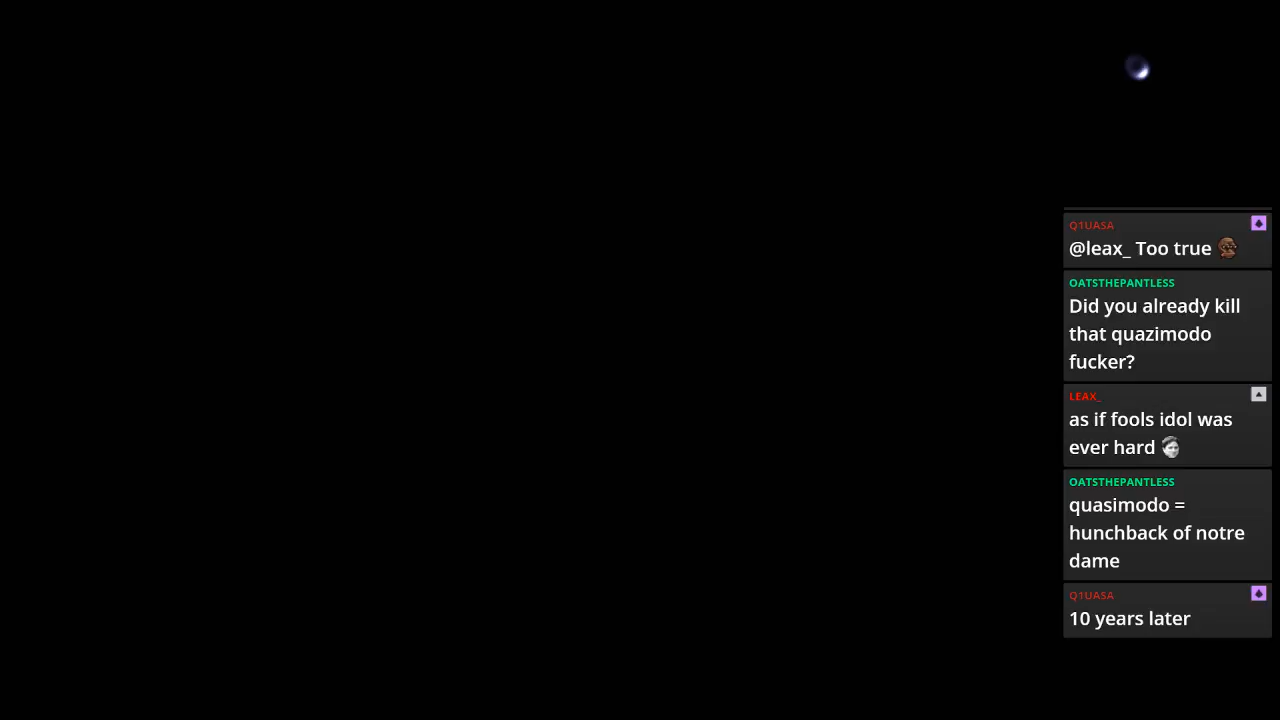 Q1UASA
@leax_ Too true
OATSTHEPANTLESS
Did you already kill
that quazimodo
fucker?
LEAX_
as if fools idol was
ever hard
OATSTHEPANTLESS
quasimodo =
hunchback of notre
dame
Q1UASA
10 years later